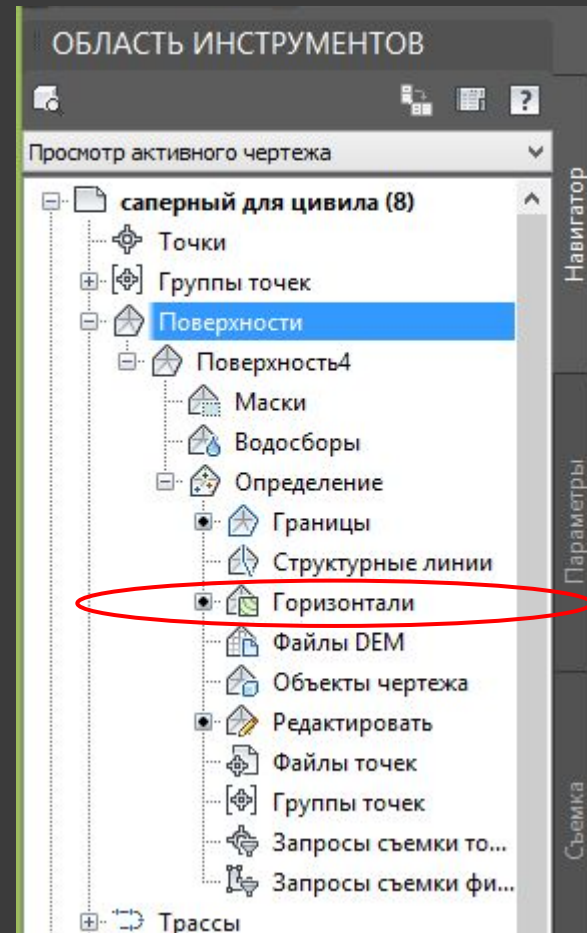 ОБЛАСТЬ ИНСТРУМЕНТОВ
?
Просмотр активного чертежа
саперный для цивила (8)
Точки
Группы точек
Поверхности
Поверхность4
Маски
Водосборы
Определение
Границы
Структурные линии
Горизонтали
Файлы DEM
Объекты чертежа
Редактировать
Файлы точек
Группы точек
Запросы съемки то...
Запросы съемки фи...
Трассы
Навигатор
Параметры
Съемка